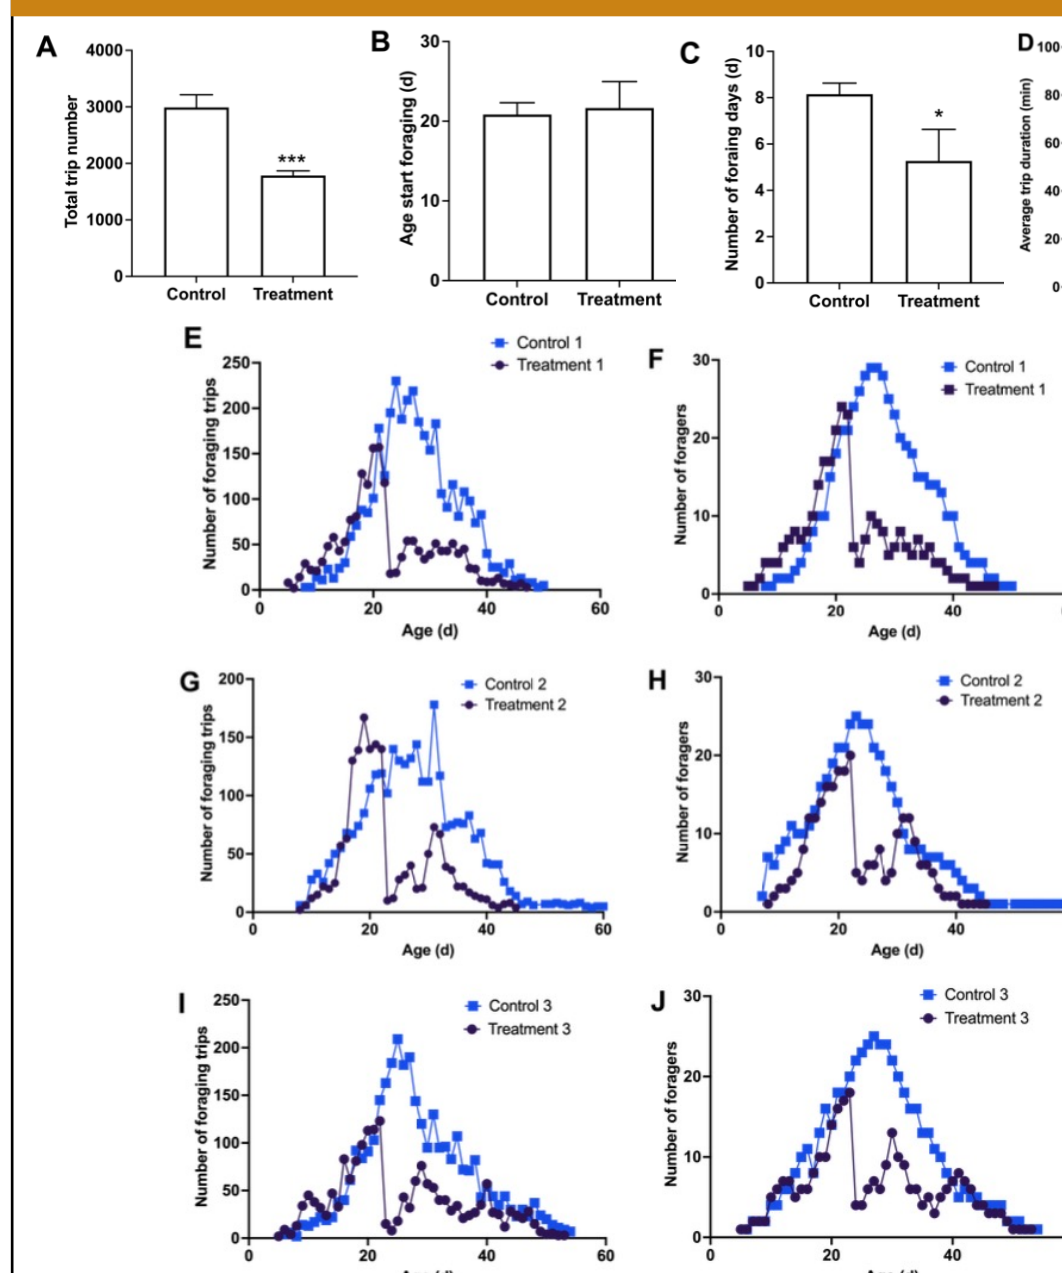 A
Total trip number
4000
3000
2000
1000
0
***
Control
Treatment
B
Age start foraging (d)
30
20
10
0
Control
Treatment
C
Number of foraing days (d)
10
8
6
4
2
0
*
Control
Treatment
D
Average trip duration (min)
100
80
60
40
20
0
E
Number of foraging trips
250
200
150
100
50
0
Control 1
Treatment 1
0 20 40 60
Age (d)
F
Number of foragers
30
20
10
0
Control 1
Treatment 1
0 20 40
Age (d)
G
Number of foraging trips
200
150
100
50
0
Control 2
Treatment 2
0 20 40 60
Age (d)
H
Number of foragers
30
20
10
0
Control 2
Treatment 2
0 20 40
Age (d)
I
Number of foraging trips
250
200
150
100
50
0
Control 3
Treatment 3
0 20 40 60
Age (d)
J
Number of foragers
30
20
10
0
Control 3
Treatment 3
0 20 40
Age (d)